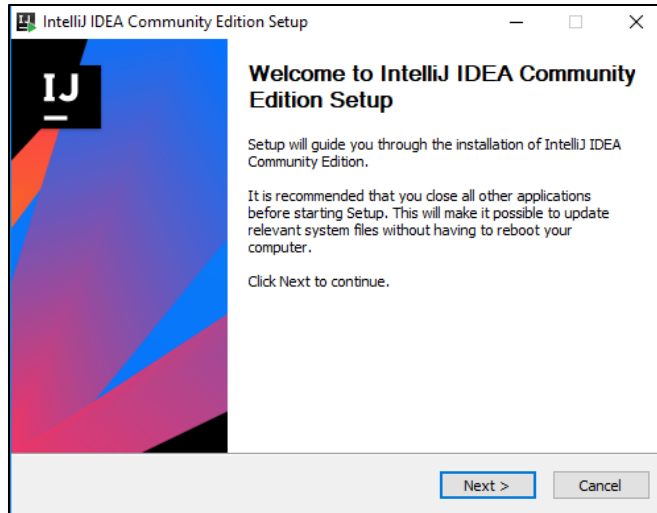 IntelliJ IDEA Community Edition Setup
IJ
Welcome to IntelliJ IDEA Community
Edition Setup
Setup will guide you through the installation of IntelliJ IDEA
Community Edition.
It is recommended that you close all other applications
before starting Setup. This will make it possible to update
relevant system files without having to reboot your
computer.
Click Next to continue.
Next >
Cancel